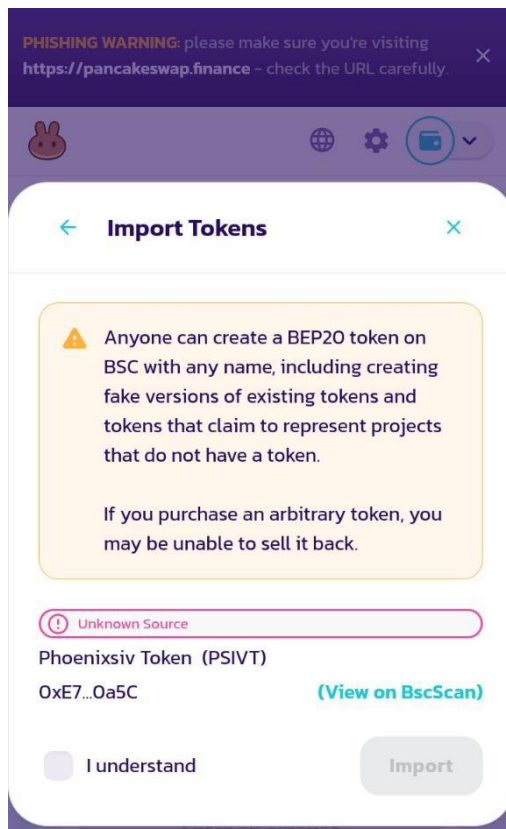 PHISHING WARNING: please make sure you're visiting
https://pancakeswap.finance - check the URL carefully.
Import Tokens
Anyone can create a BEP20 token on
BSC with any name, including creating
fake versions of existing tokens and
tokens that claim to represent projects
that do not have a token.
If you purchase an arbitrary token, you
may be unable to sell it back.
Unknown Source
Phoenixsiv Token (PSIVT)
0xE7...0a5C (View on BscScan)
I understand Import